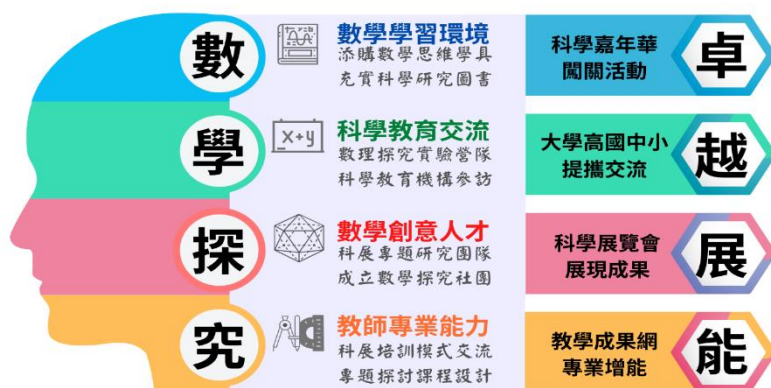 數
數學學習環境
添購數學思維學具
充實科學研究圖書
科學嘉年華
闖關活動
卓
學
x+y
科學教育交流
數理探究實驗營隊
科學教育機構參訪
大學高國中小
提攜交流
越
探
數學創意人才
科展專題研究團隊
成立數學探究社團
科學展覽會
展現成果
展
究
教師專業能力
科展培訓模式交流
專題探討課程設計
教學成果網
專業增能
能